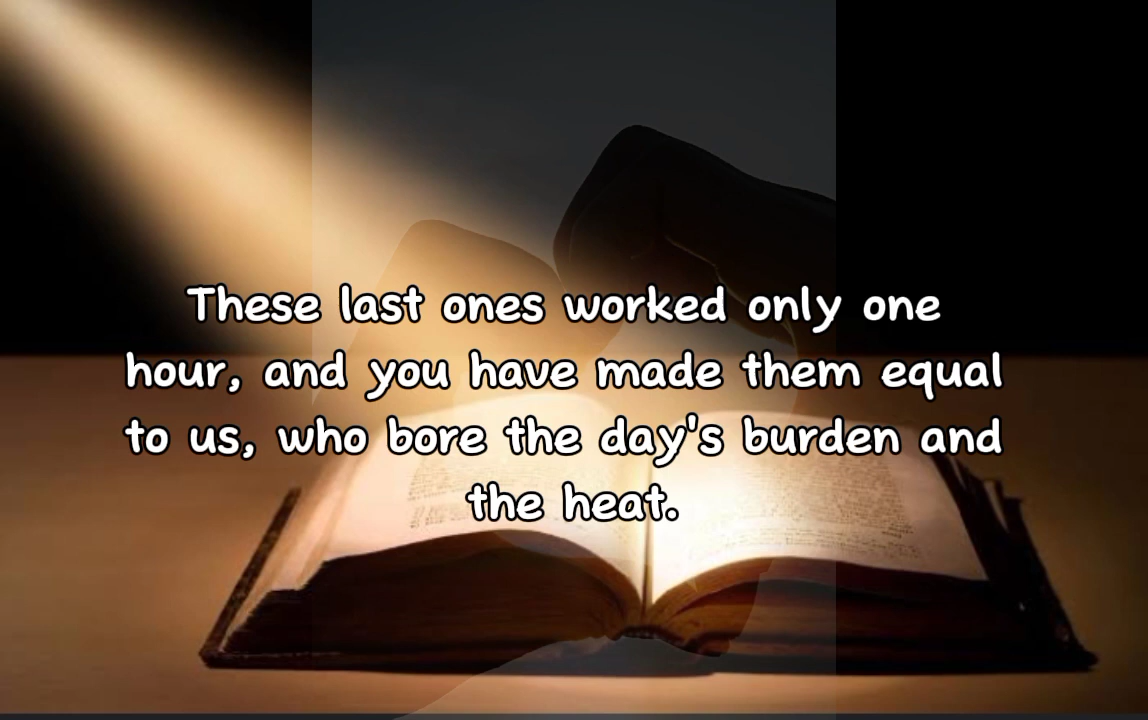 These last ones worked only one
hour, and you have made them equal
to us, who bore the day's burden and
the heat.